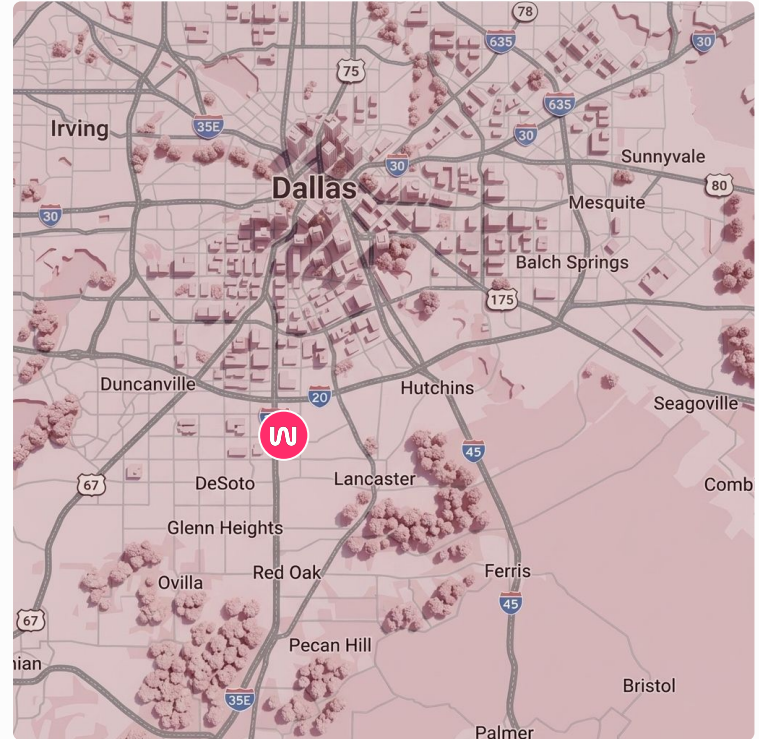 78
635
30
75
35E
635
Irving
30
30
Sunnyvale
Dallas
80
Mesquite
30
Balch Springs
175
Duncanville
Hutchins
20
Seagoville
W
45
67
DeSoto
Lancaster
Comb
Glenn Heights
Red Oak
Ferris
Ovilla
45
67
Pecan Hill
nian
Bristol
35E
Palmer